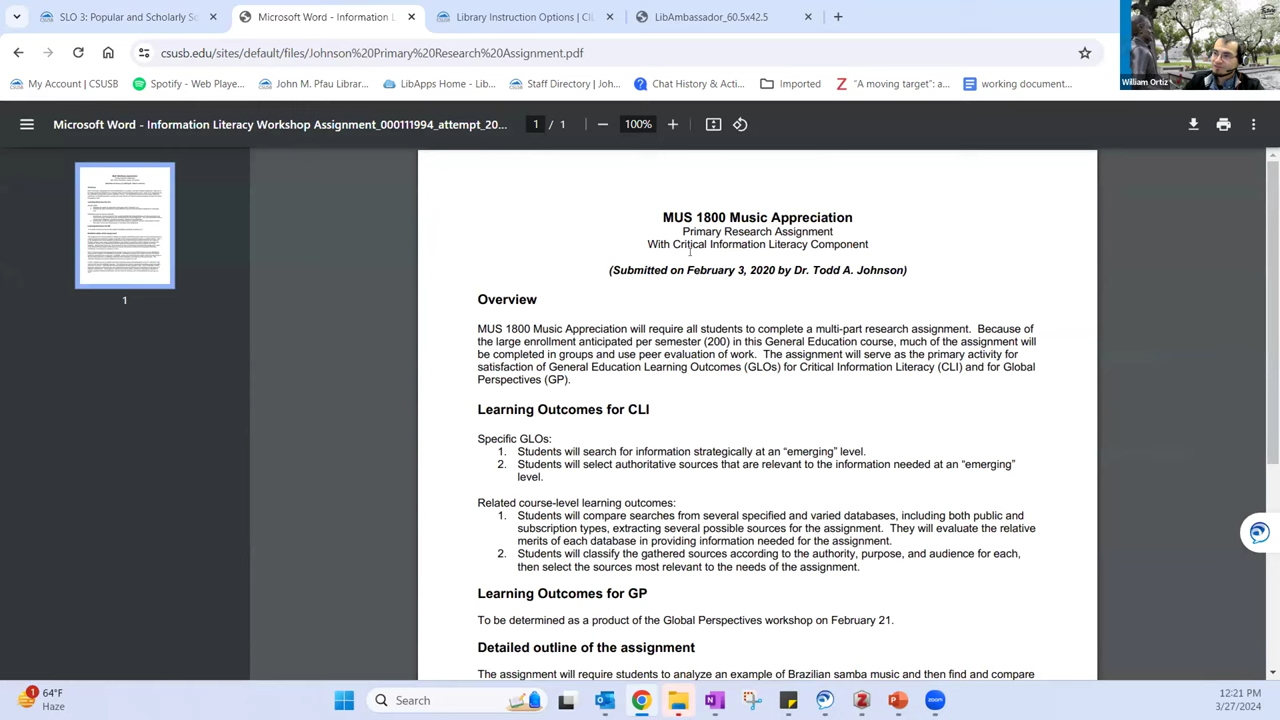 SLO 3: Popular and Scholarly So
Microsoft Word - Information L
Library Instruction Options | CL
LibAmbassador_60.5x42.5
csusb.edu/sites/default/files/Johnson%20Primary%20Research%20Assignment.pdf
My Account | CSUSB
Spotify - Web Playe...
John M. Pfau Librar...
LibApps Home - Lib...
Staff Directory | Joh...
Chat History & Acti...
Imported
"A moving target": a...
working document...
William Ortiz
Microsoft Word - Information Literacy Workshop Assignment_000111994_attempt_20...
1 / 1
100%
MUS 1800 Music Appreciation
Primary Research Assignment
With Critical Information Literacy Component
(Submitted on February 3, 2020 by Dr. Todd A. Johnson)
Overview
MUS 1800 Music Appreciation will require all students to complete a multi-part research assignment. Because of
the large enrollment anticipated per semester (200) in this General Education course, much of the assignment will
be completed in groups and use peer evaluation of work. The assignment will serve as the primary activity for
satisfaction of General Education Learning Outcomes (GLOs) for Critical Information Literacy (CLI) and for Global
Perspectives (GP).
Learning Outcomes for CLI
Specific GLOs:
1. Students will search for information strategically at an “emerging” level.
2. Students will select authoritative sources that are relevant to the information needed at an “emerging”
level.
Related course-level learning outcomes:
1. Students will compare searches from several specified and varied databases, including both public and
subscription types, extracting several possible sources for the assignment. They will evaluate the relative
merits of each database in providing information needed for the assignment.
2. Students will classify the gathered sources according to the authority, purpose, and audience for each,
then select the sources most relevant to the needs of the assignment.
Learning Outcomes for GP
To be determined as a product of the Global Perspectives workshop on February 21.
Detailed outline of the assignment
The assignment will require students to analyze an example of Brazilian samba music and then find and compare
1
1
64°F
Haze
Search
12:21 PM
3/27/2024